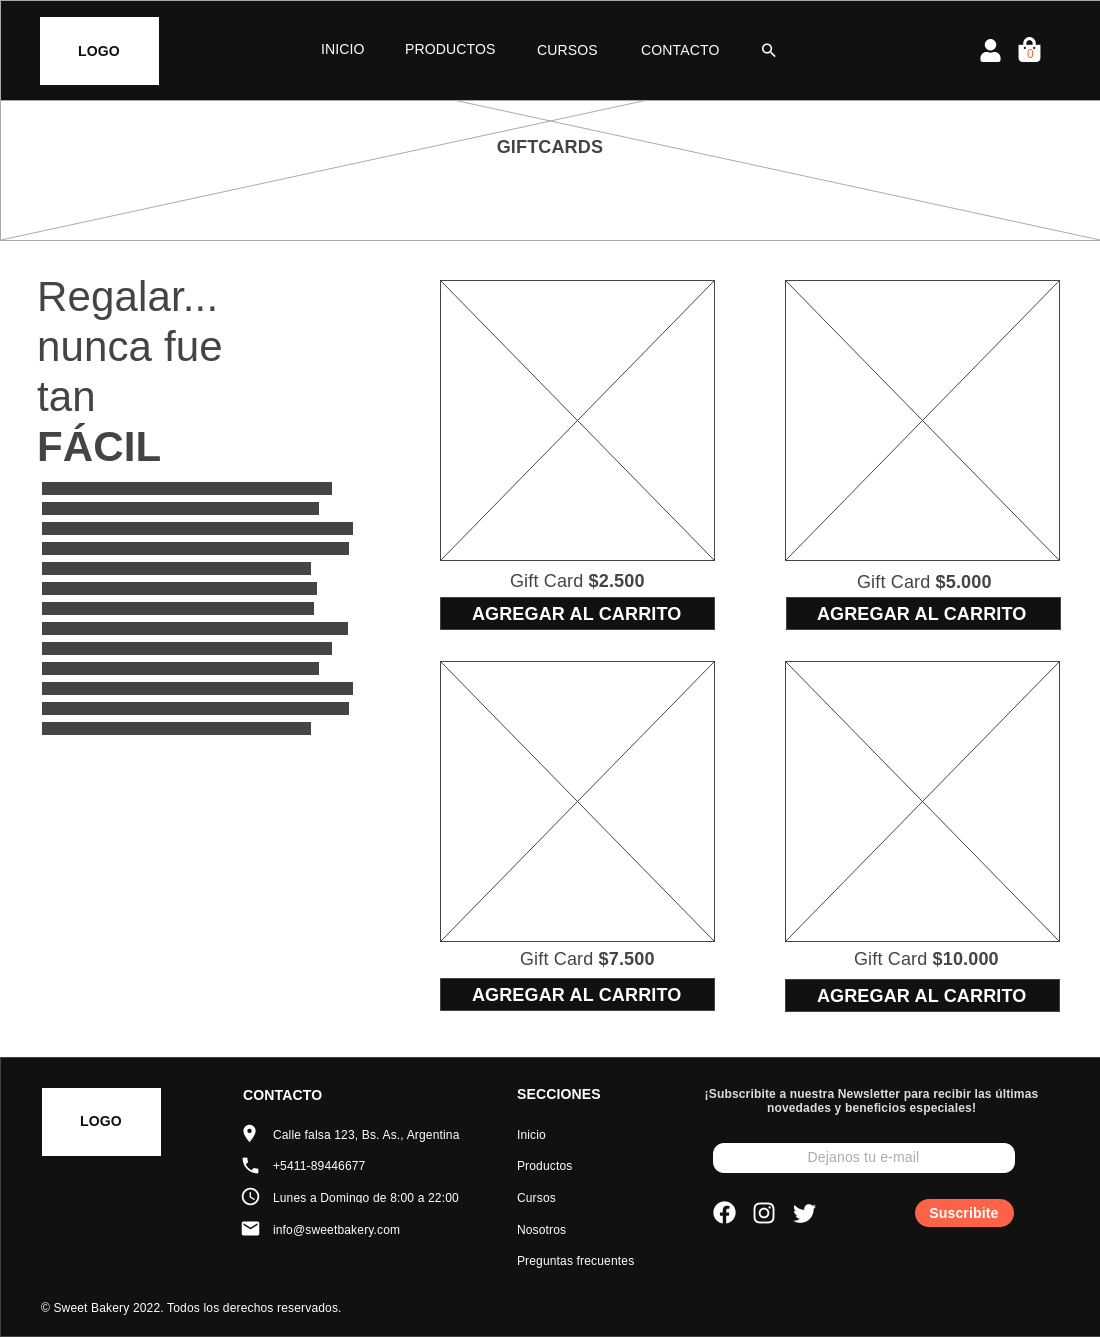 LOGO
INICIO
PRODUCTOS
CURSOS
CONTACTO
0
GIFTCARDS
Regalar...
nunca fue
tan
FÁCIL
Gift Card $2.500
AGREGAR AL CARRITO
Gift Card $5.000
AGREGAR AL CARRITO
Gift Card $7.500
AGREGAR AL CARRITO
Gift Card $10.000
AGREGAR AL CARRITO
LOGO
CONTACTO
Calle falsa 123, Bs. As., Argentina
+5411-89446677
Lunes a Domingo de 8:00 a 22:00
info@sweetbakery.com
SECCIONES
Inicio
Productos
Cursos
Nosotros
Preguntas frecuentes
¡Subscribite a nuestra Newsletter para recibir las últimas
novedades y beneficios especiales!
Dejanos tu e-mail
Suscribite
© Sweet Bakery 2022. Todos los derechos reservados.